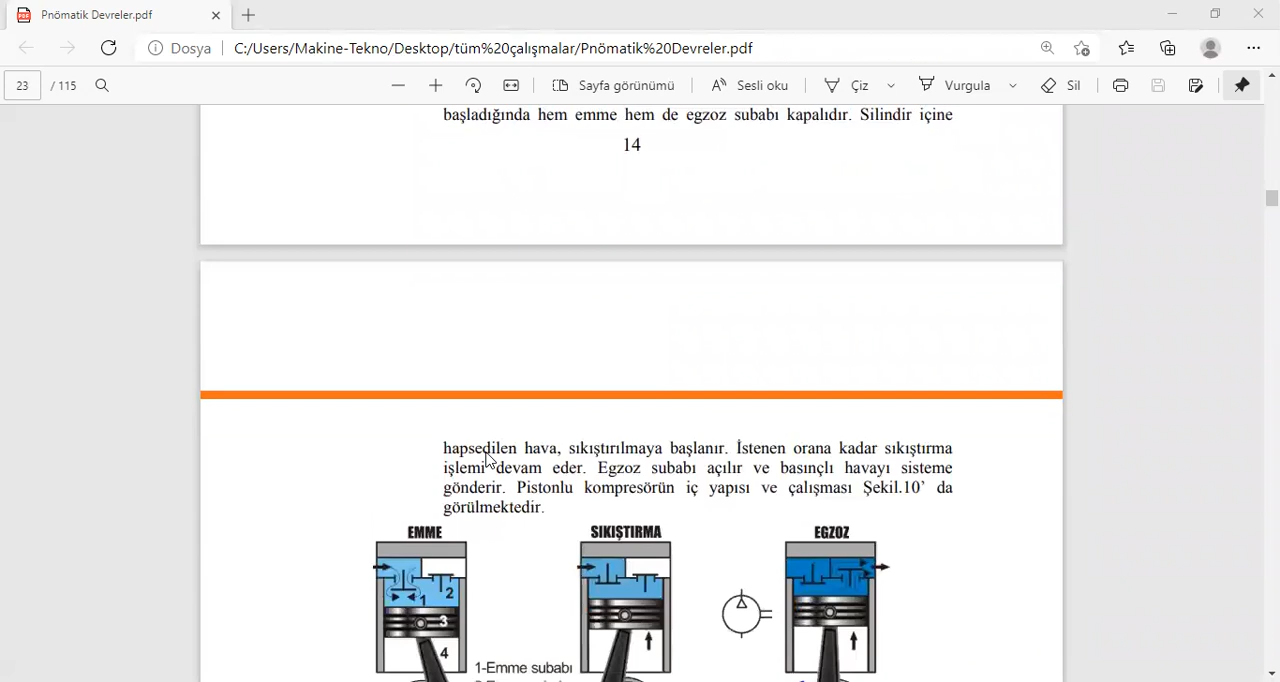 Pnömatik Devreler.pdf
Dosya C:/Users/Makine-Tekno/Desktop/tüm%20çalışmalar/Pnömatik%20Devreler.pdf
23 / 115 Sayfa görünümü Sesli oku Çiz Vurgula Sil
başladığında hem emme hem de egzoz subabı kapalıdır. Silindir içine
14
hapsedilen hava, sıkıştırılmaya başlanır. İstenen orana kadar sıkıştırma
işlemi devam eder. Egzoz subabı açılır ve basınçlı havayı sisteme
gönderir. Pistonlu kompresörün iç yapısı ve çalışması Şekil.10’ da
görülmektedir.
EMME SIKIŞTIRMA EGZOZ
2
1
3
4
1-Emme subabı